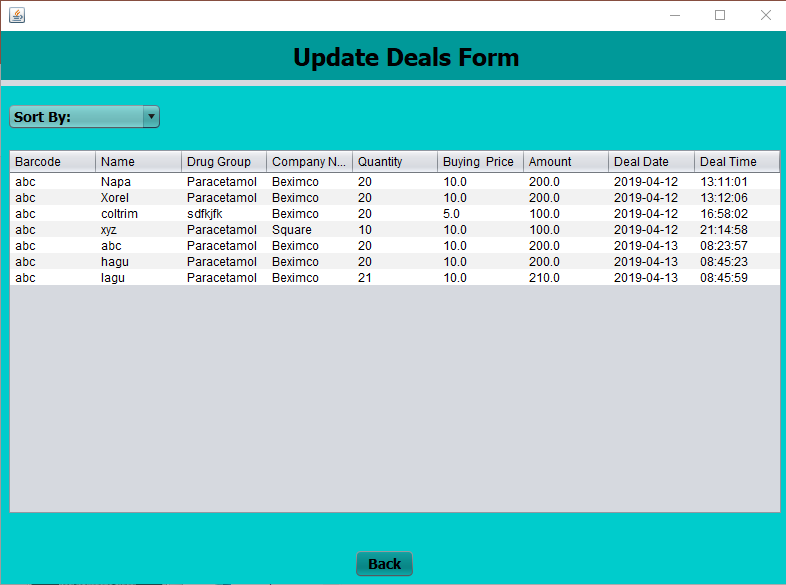 Update Deals Form
Sort By:
Barcode Name Drug Group Company N... Quantity Buying Price Amount Deal Date Deal Time
abc Napa Paracetamol Beximco 20 10.0 200.0 2019-04-12 13:11:01
abc Xorel Paracetamol Beximco 20 10.0 200.0 2019-04-12 13:12:06
abc coltrim sdfkjfk Beximco 20 5.0 100.0 2019-04-12 16:58:02
abc xyz Paracetamol Square 10 10.0 100.0 2019-04-12 21:14:58
abc abc Paracetamol Beximco 20 10.0 200.0 2019-04-13 08:23:57
abc hagu Paracetamol Beximco 20 10.0 200.0 2019-04-13 08:45:23
abc lagu Paracetamol Beximco 21 10.0 210.0 2019-04-13 08:45:59
Back